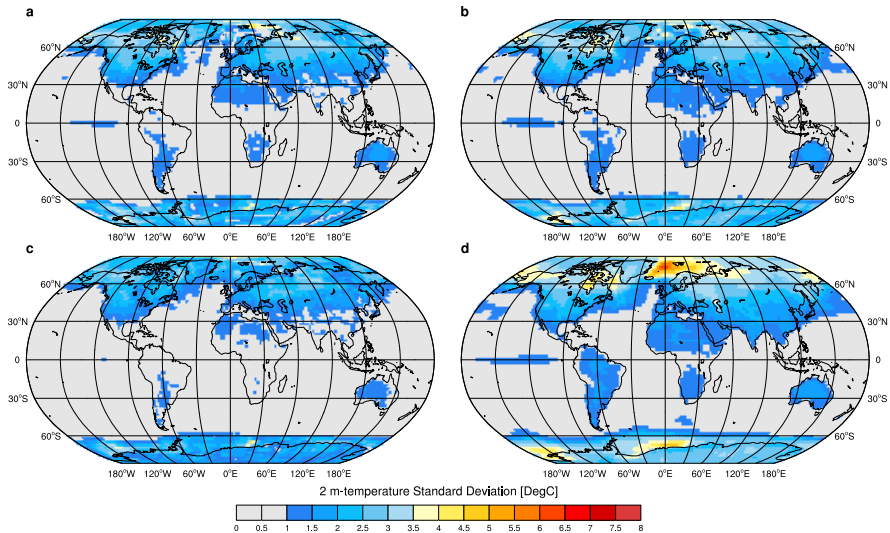 a
b
60°N
60°N
30°N
30°N
0
0
30°S
30°S
60°S
60°S
180°W 120°W 60°W 0°E 60°E 120°E 180°E
180°W 120°W 60°W 0°E 60°E 120°E 180°E
c
d
60°N
60°N
30°N
30°N
0
0
30°S
30°S
60°S
60°S
180°W 120°W 60°W 0°E 60°E 120°E 180°E
180°W 120°W 60°W 0°E 60°E 120°E 180°E
2 m-temperature Standard Deviation [DegC]
0 0.5 1 1.5 2 2.5 3 3.5 4 4.5 5 5.5 6 6.5 7 7.5 8